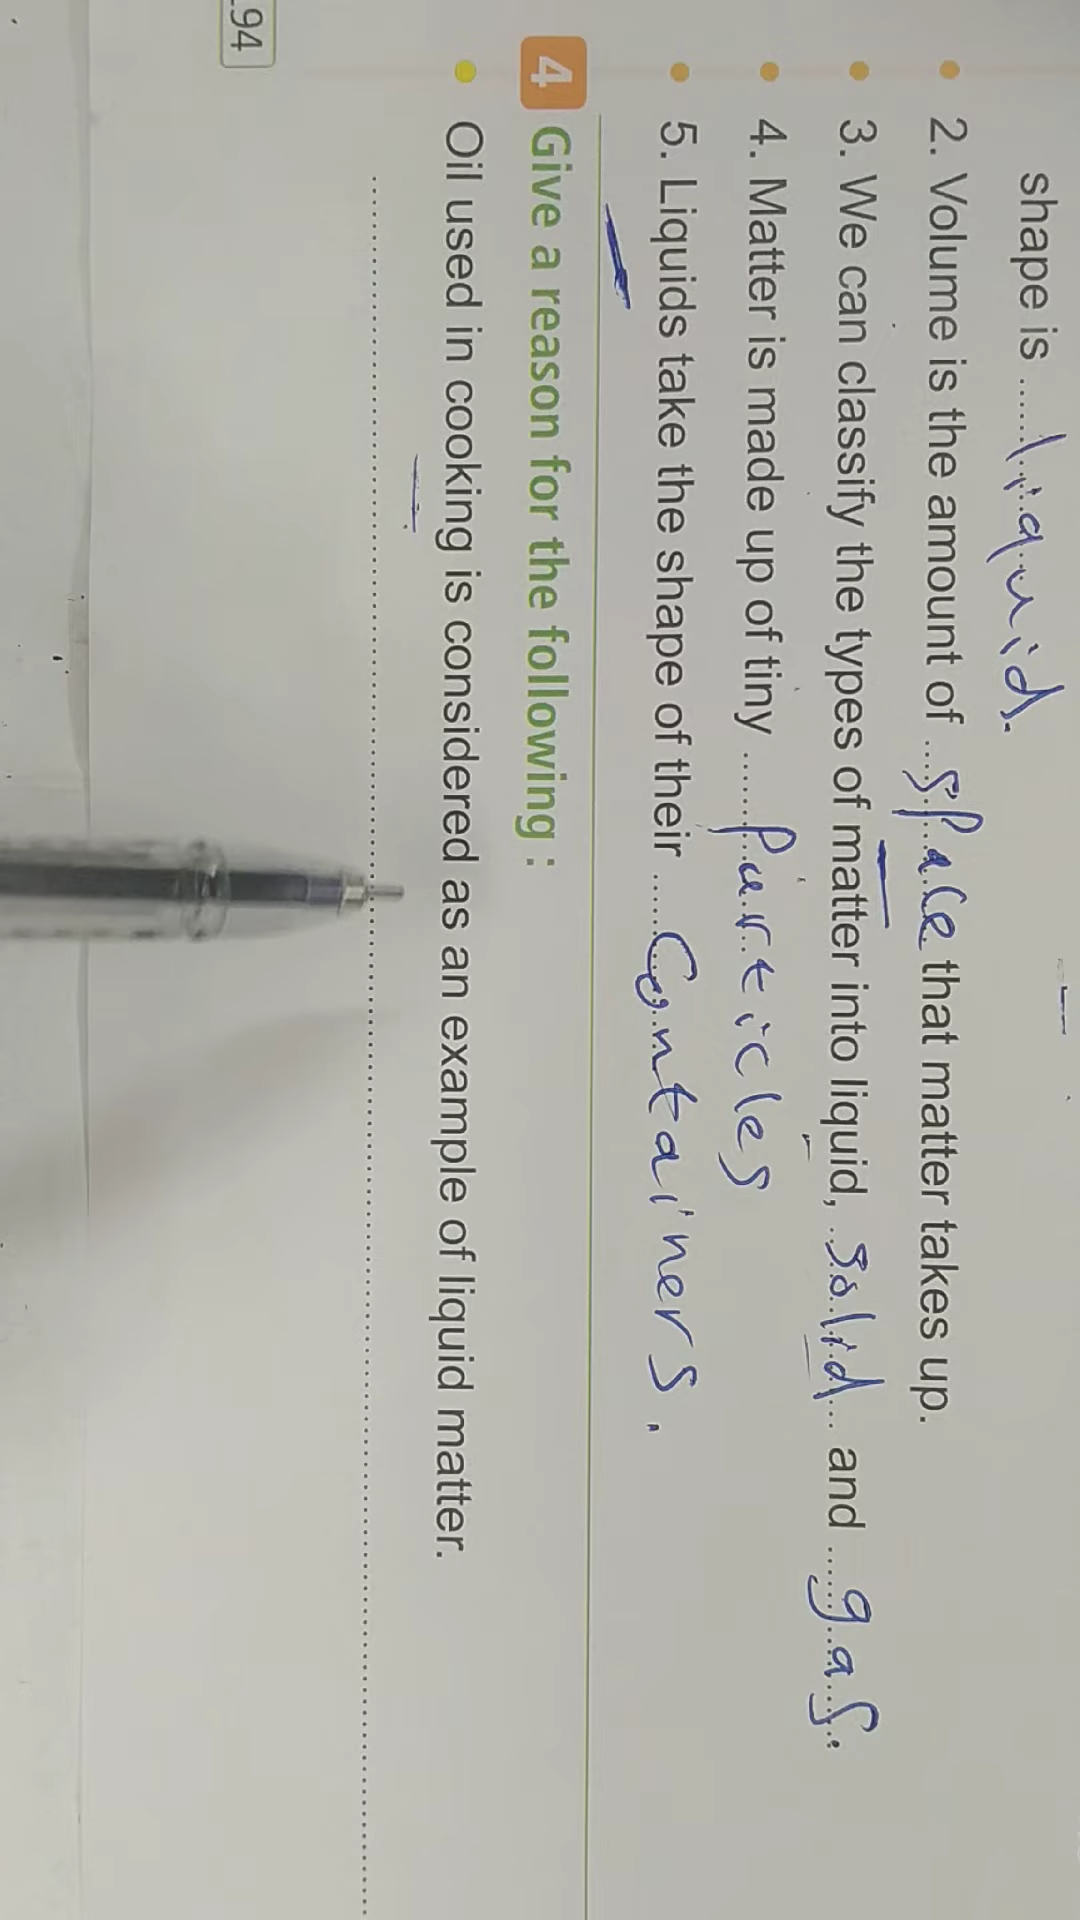 shape is ...... liquid.
• 2. Volume is the amount of .... space that matter takes up.
• 3. We can classify the types of matter into liquid, .. solid ... and ...... gas.
• 4. Matter is made up of tiny ....... particles
• 5. Liquids take the shape of their ...... Containers.
4 Give a reason for the following :
• Oil used in cooking is considered as an example of liquid matter.
94